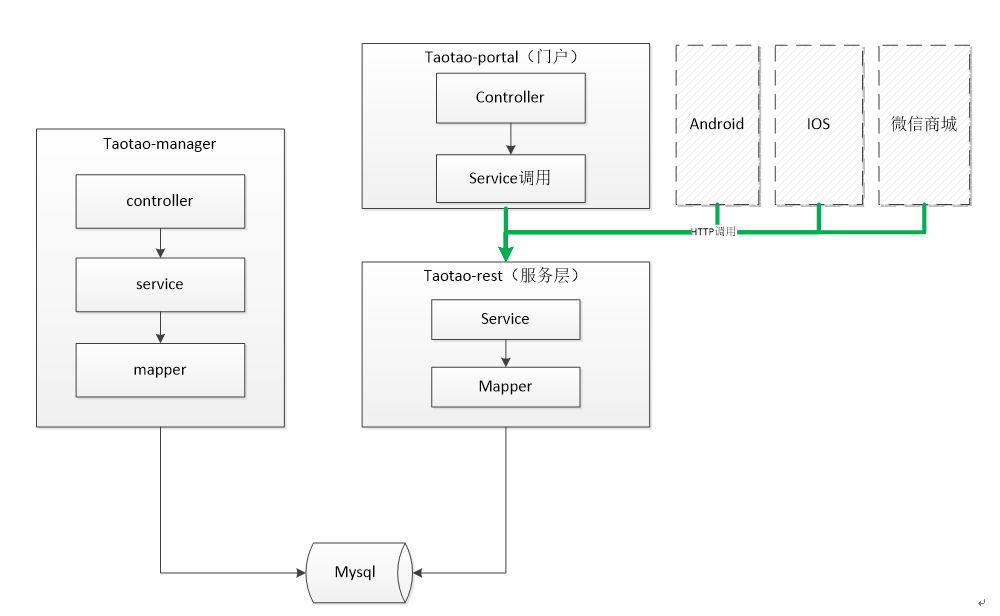 Taotao-manager
controller
service
mapper
Taotao-portal（门户）
Controller
Service调用
Android
IOS
微信商城
HTTP调用
Taotao-rest（服务层）
Service
Mapper
Mysql